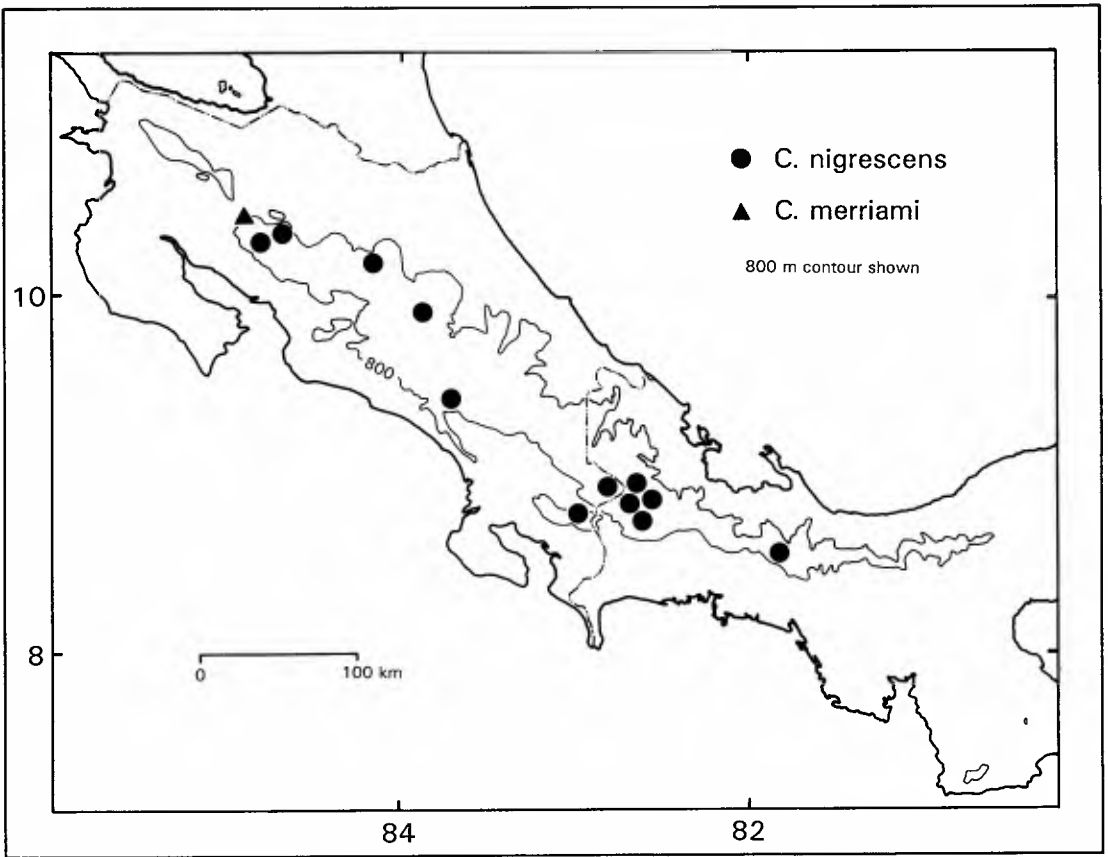 C. nigrescens
C. merriami
800 m contour shown
10
800
8
0 100 km
84 82